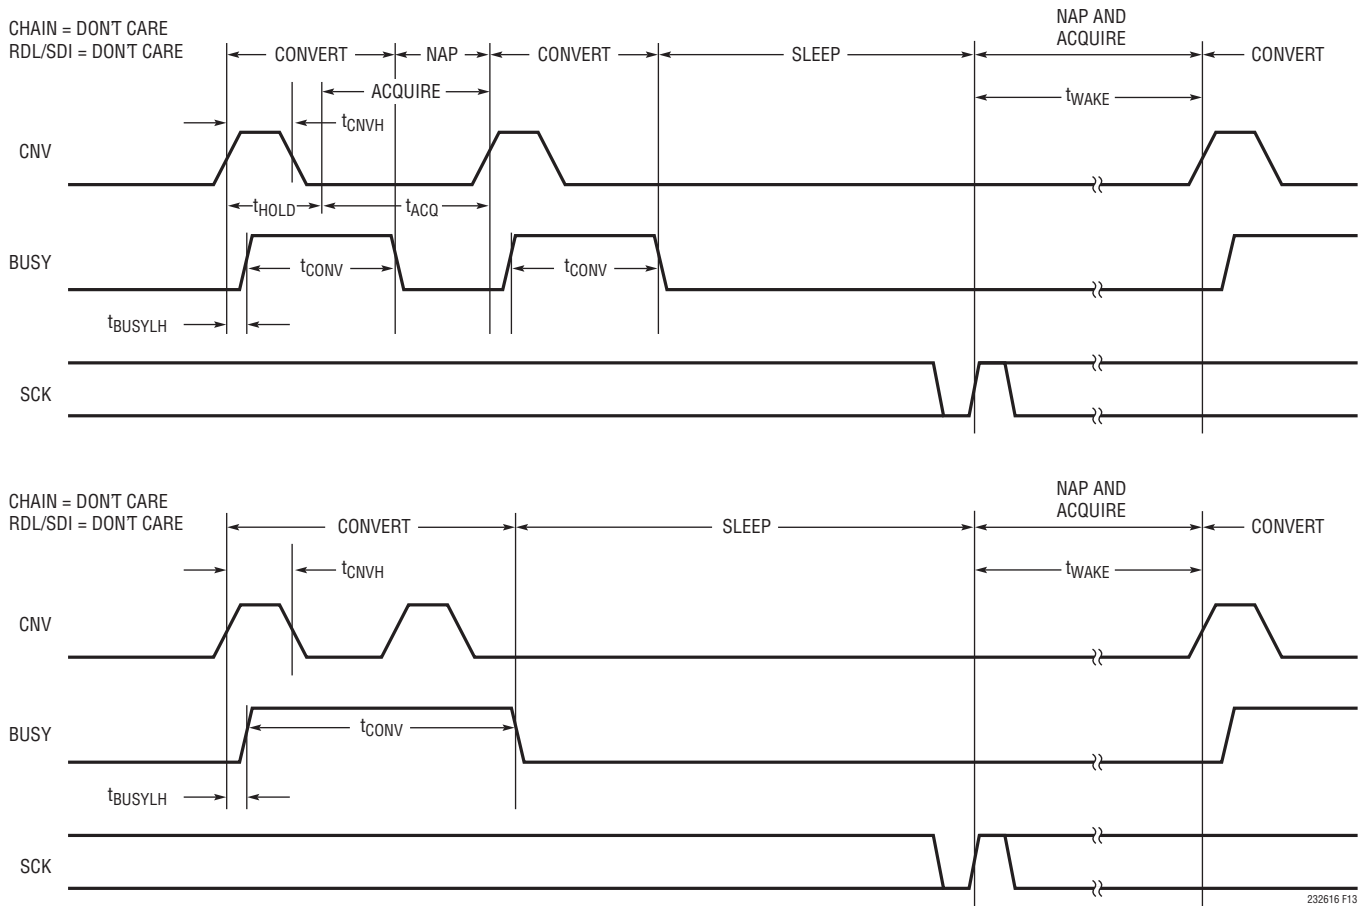 CHAIN = DON'T CARE
RDL/SDI = DON'T CARE
NAP AND
ACQUIRE
CONVERT
NAP
CONVERT
SLEEP
CONVERT
ACQUIRE
tWAKE
tCNVH
CNV
tHOLD
tACQ
BUSY
tCONV
tCONV
tBUSYLH
SCK
CHAIN = DON'T CARE
RDL/SDI = DON'T CARE
NAP AND
ACQUIRE
CONVERT
SLEEP
CONVERT
tCNVH
tWAKE
CNV
BUSY
tCONV
tBUSYLH
SCK
232616 F13